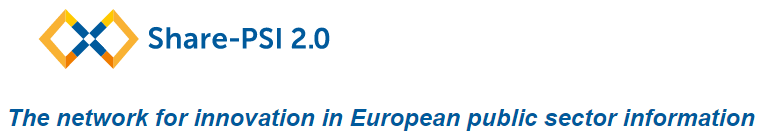 Share-PSI 2.0
The network for innovation in European public sector information